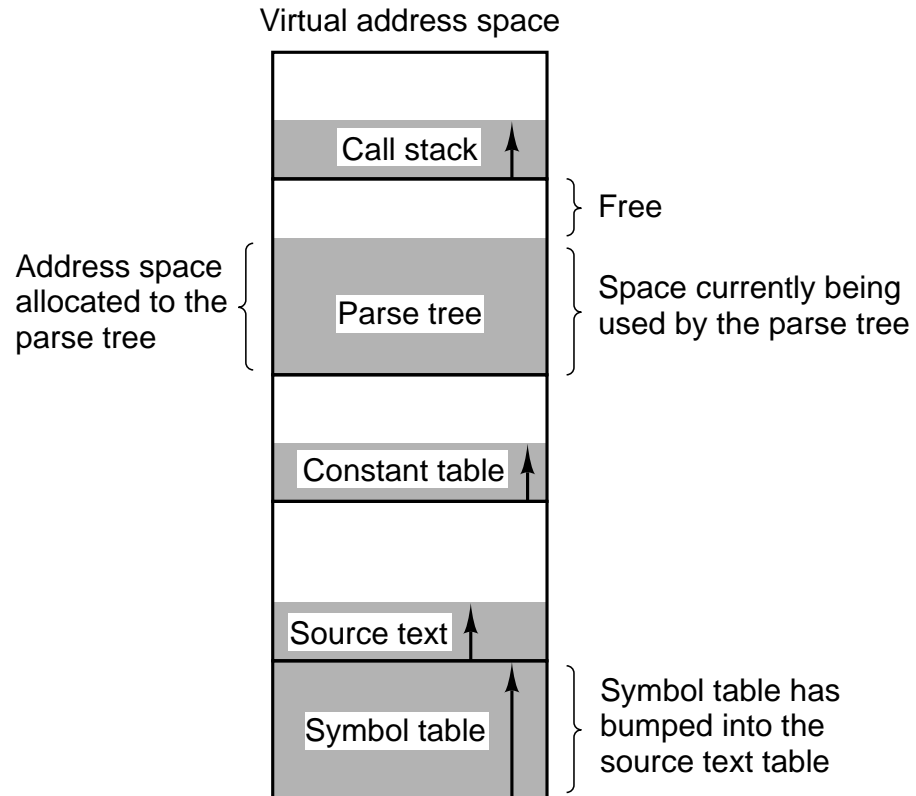 Virtual address space
Call stack
Free
Address space
allocated to the
parse tree
Parse tree
Space currently being
used by the parse tree
Constant table
Source text
Symbol table
Symbol table has
bumped into the
source text table